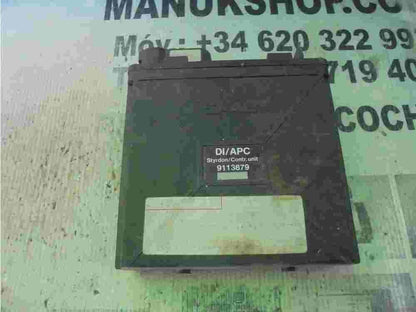 MANUKSHOP.CO
Móv.: +34 620 322 99
719 40
DI/APC
Styrdon/Contr.unit
9113879
COCH